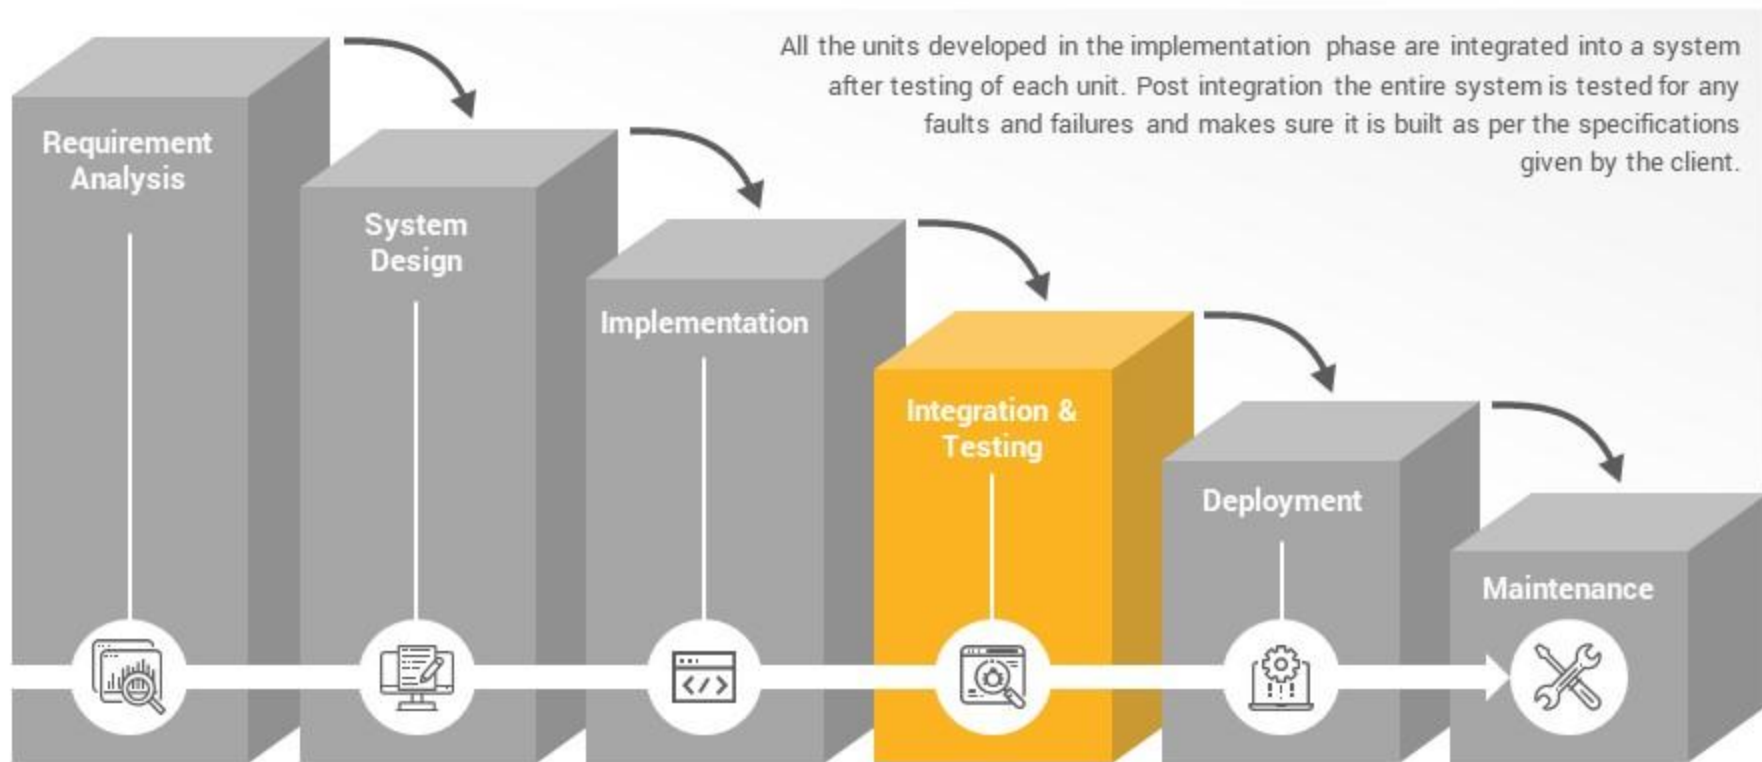 All the units developed in the implementation phase are integrated into a system
after testing of each unit. Post integration the entire system is tested for any
faults and failures and makes sure it is built as per the specifications
given by the client.
Requirement
Analysis
System
Design
Implementation
Integration &
Testing
Deployment
Maintenance